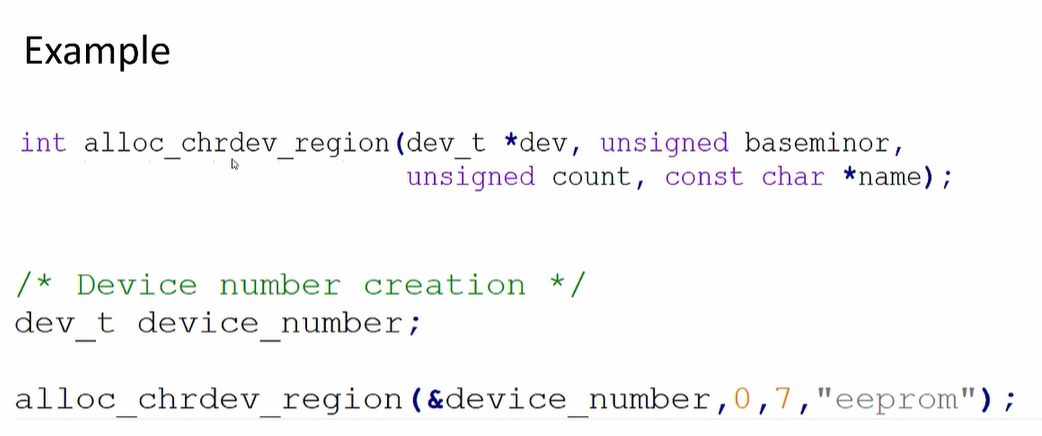 Example
int alloc_chrdev_region(dev_t *dev, unsigned baseminor,
unsigned count, const char *name);
/* Device number creation */
dev_t device_number;
alloc_chrdev_region(&device_number,0,7,"eeprom");